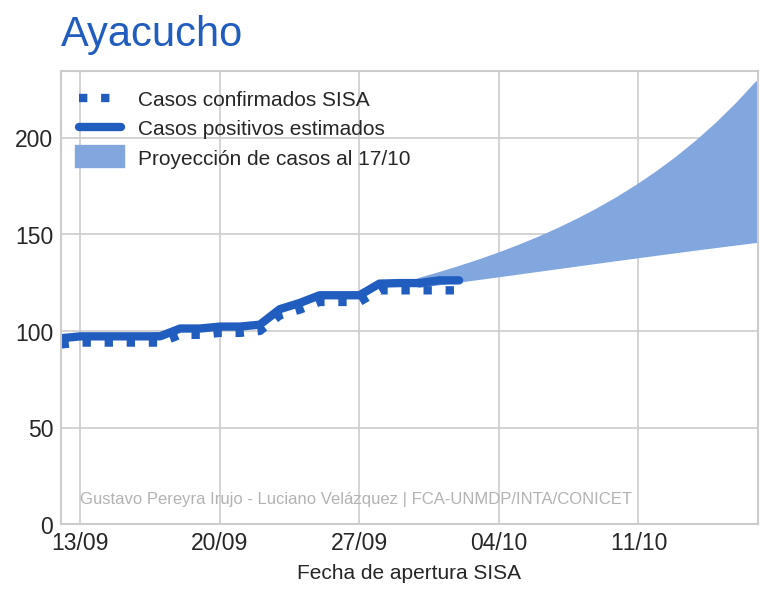 Ayacucho
Casos confirmados SISA
Casos positivos estimados
Proyección de casos al 17/10
200
150
100
50
0
Gustavo Pereyra Irujo - Luciano Velázquez | FCA-UNMDP/INTA/CONICET
13/09 20/09 27/09 04/10 11/10
Fecha de apertura SISA